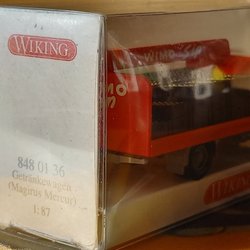 WIKING
848 01 36
Getränkewagen
(Magirus Mercur)
1:87